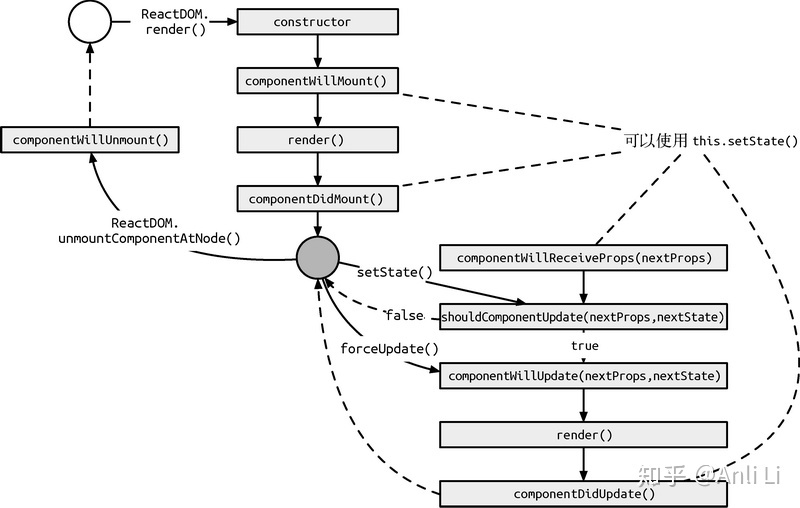 ReactDOM.
render()
constructor
componentWillMount()
componentWillUnmount()
render()
可以使用 this.setState()
componentDidMount()
ReactDOM.
unmountComponentAtNode()
componentWillReceiveProps(nextProps)
setState()
false
shouldComponentUpdate(nextProps,nextState)
true
forceUpdate()
componentWillUpdate(nextProps,nextState)
render()
知乎 @Anli Li
componentDidUpdate()